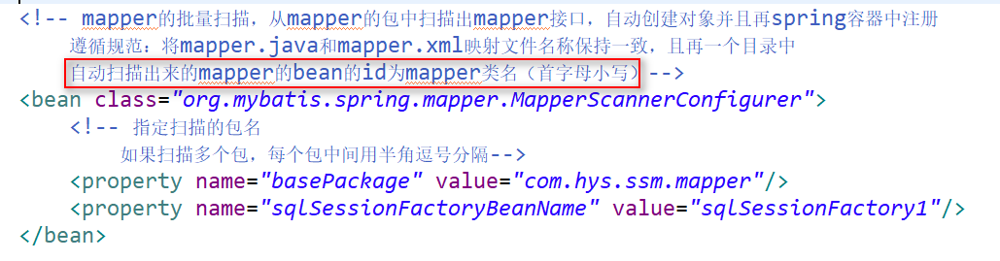 <!-- mapper的批量扫描，从mapper的包中扫描出mapper接口，自动创建对象并且再spring容器中注册
遵循规范：将mapper.java和mapper.xml映射文件名称保持一致，且再一个目录中
自动扫描出来的mapper的bean的id为mapper类名（首字母小写）-->
<bean class="org.mybatis.spring.mapper.MapperScannerConfigurer">
<!-- 指定扫描的包名
如果扫描多个包，每个包中间用半角逗号分隔-->
<property name="basePackage" value="com.hys.ssm.mapper"/>
<property name="sqlSessionFactoryBeanName" value="sqlSessionFactory1"/>
</bean>